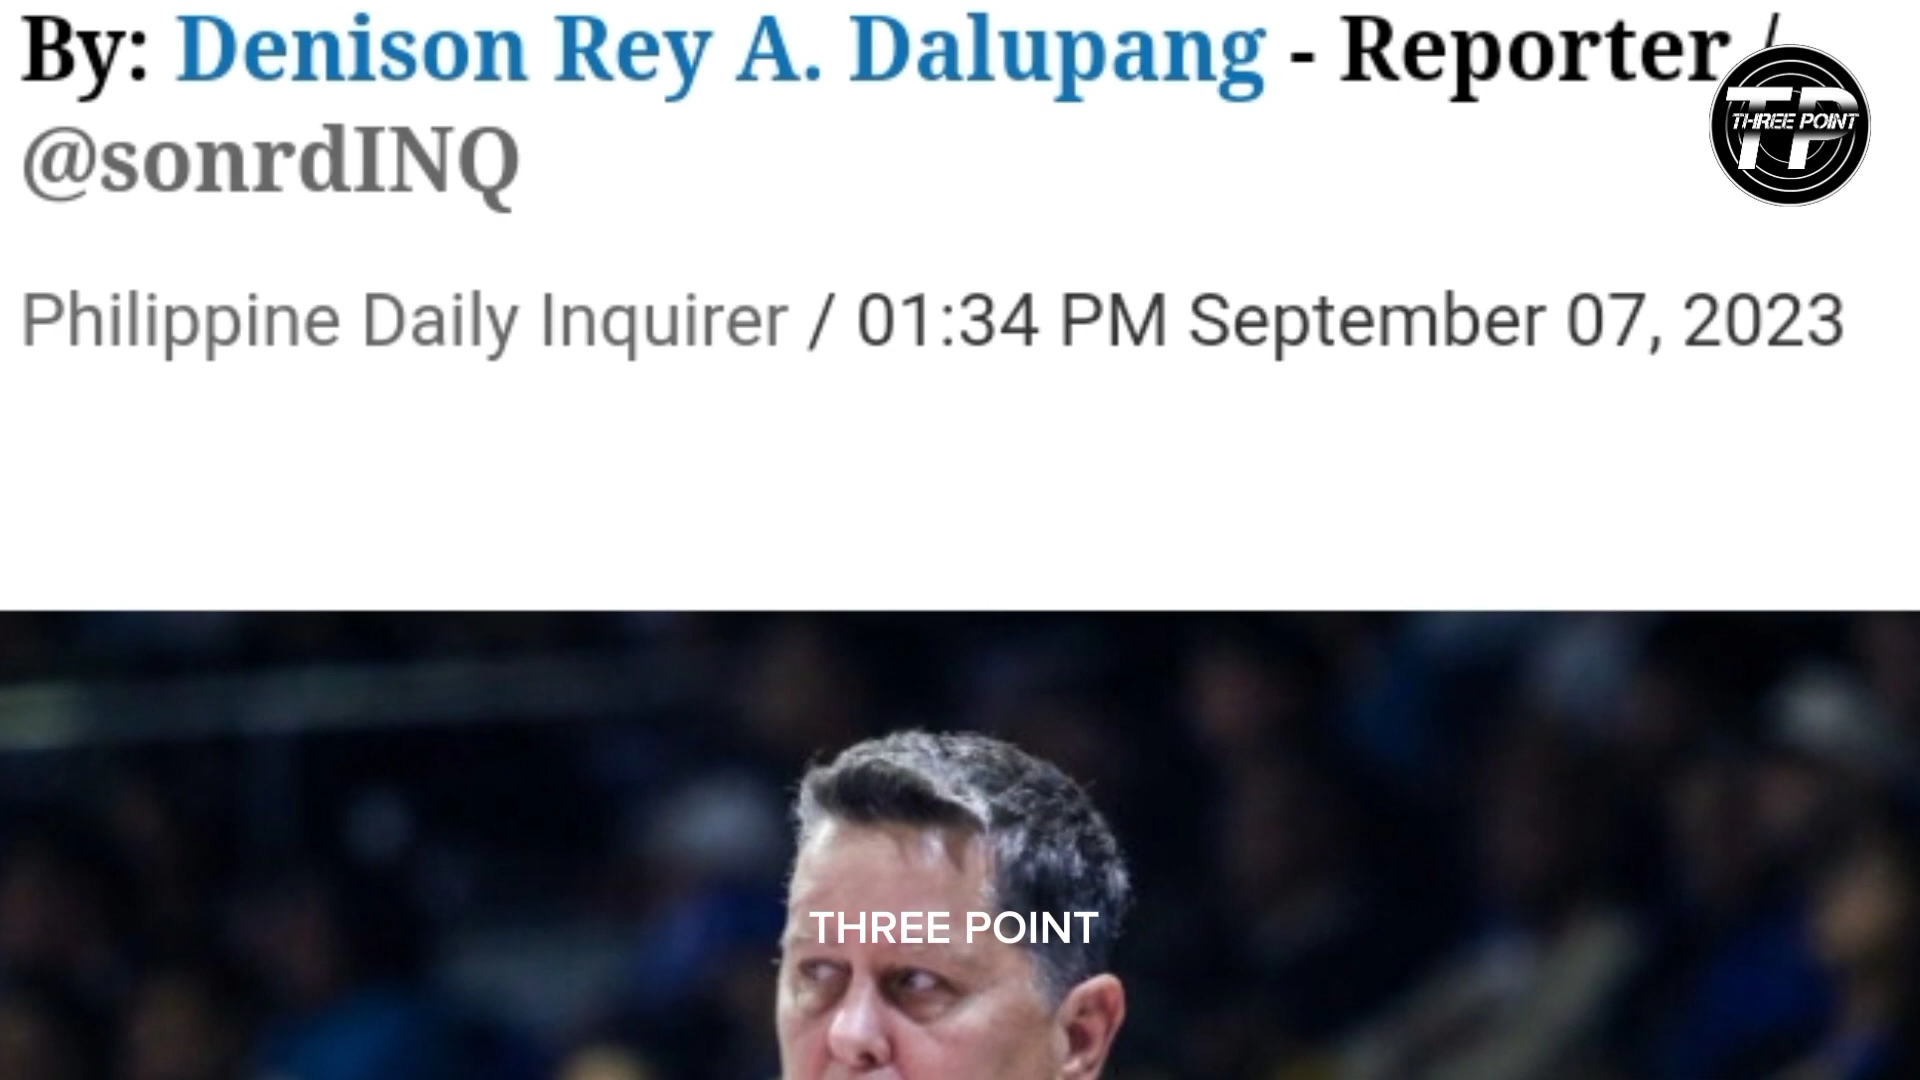 By: Denison Rey A. Dalupang - Reporter /
@sonrdINQ
TP
THREE POINT
Philippine Daily Inquirer / 01:34 PM September 07, 2023
THREE POINT